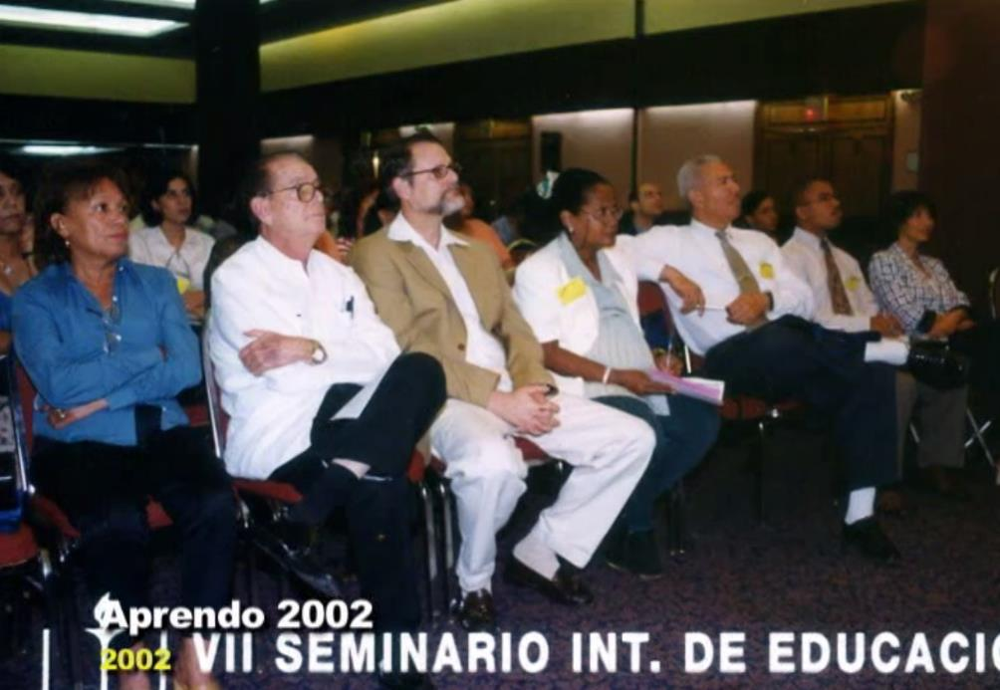 Aprendo 2002
2002 VII SEMINARIO INT. DE EDUCACIO